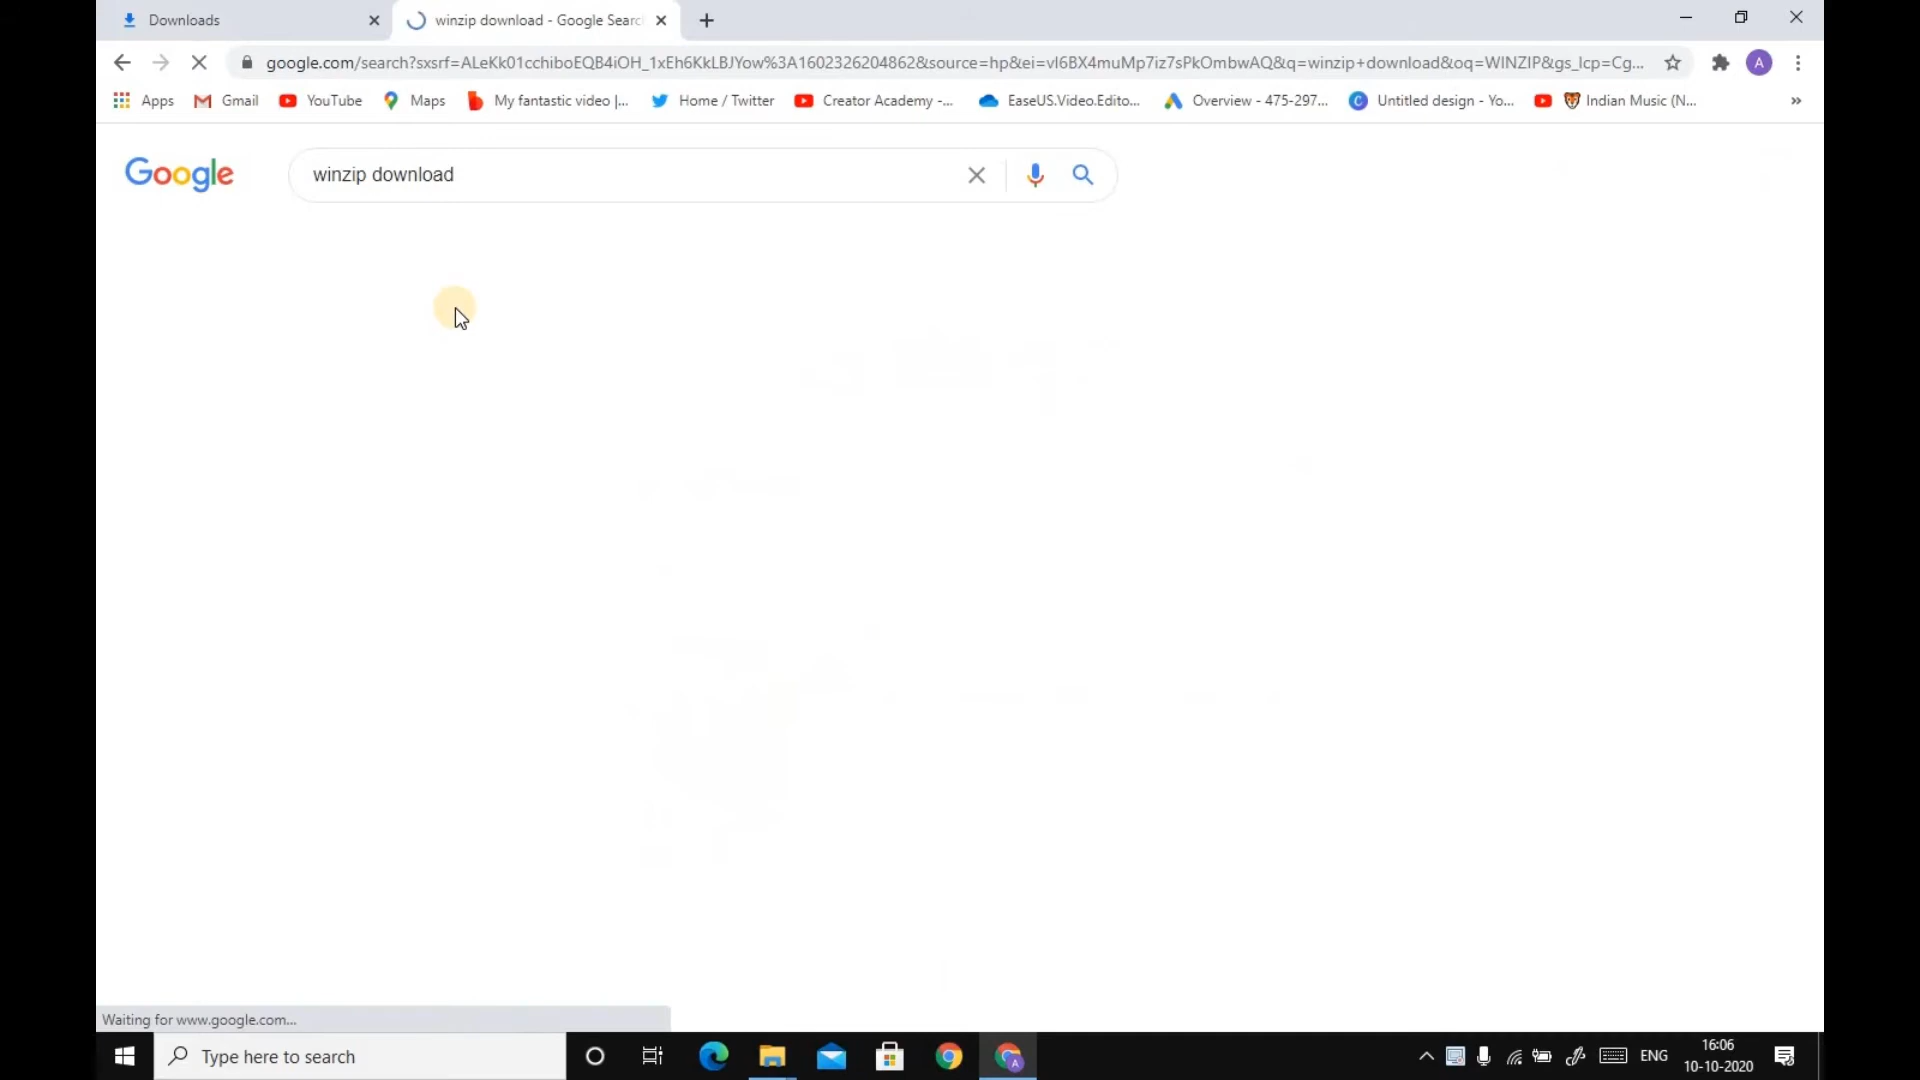 Downloads
winzip download - Google Searc
google.com/search?sxsrf=ALeKk01cchiboEQB4iOH_1xEh6KkLBJYow%3A1602326204862&source=hp&ei=vI6BX4muMp7iz7sPkOmbwAQ&q=winzip+download&oq=WINZIP&gs_lcp=Cg...
A
Apps Gmail YouTube Maps My fantastic video |... Home / Twitter Creator Academy -... EaseUS.Video.Edito... Overview - 475-297... Untitled design - Yo... Indian Music (N... »
Google
winzip download
Waiting for www.google.com...
Type here to search
ENG
16:06
10-10-2020